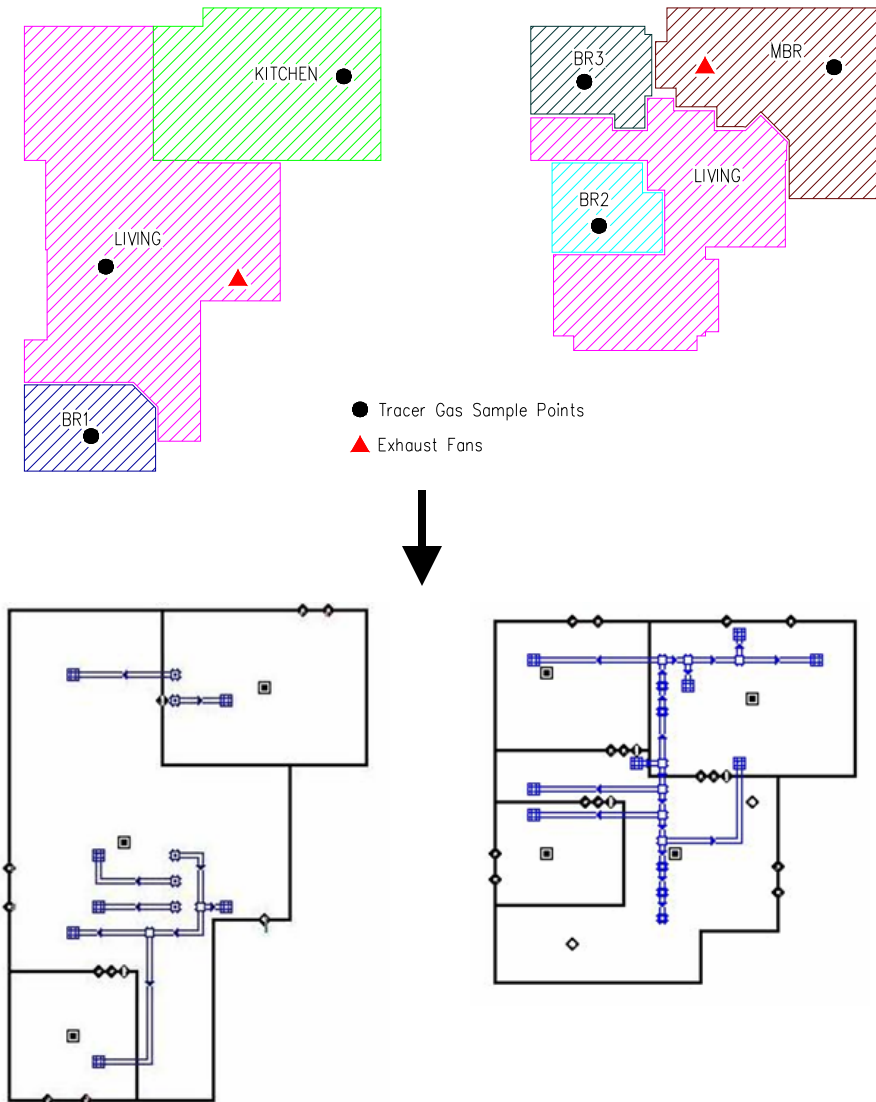 KITCHEN
LIVING
BR1
BR3
MBR
LIVING
BR2
Tracer Gas Sample Points
Exhaust Fans